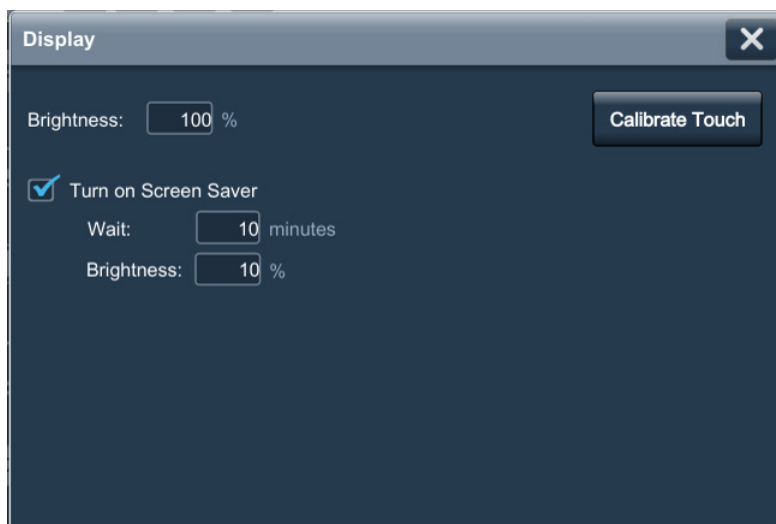 Display
Brightness: 100 %
Calibrate Touch
Turn on Screen Saver
Wait: 10 minutes
Brightness: 10 %